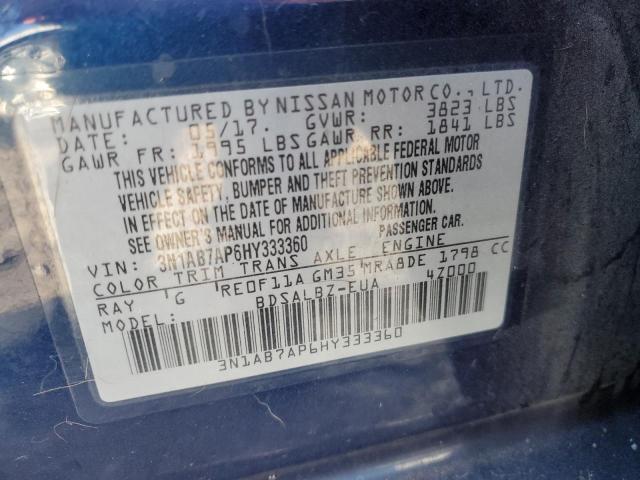 MANUFACTURED BY NISSAN MOTOR CO., LTD.
DATE: 05/17. GVWR: 3823 LBS
GAWR FR: 1995 LBS GAWR RR: 1841 LBS
THIS VEHICLE CONFORMS TO ALL APPLICABLE FEDERAL MOTOR
VEHICLE SAFETY, BUMPER AND THEFT PREVENTION STANDARDS
IN EFFECT ON THE DATE OF MANUFACTURE SHOWN ABOVE.
SEE OWNER'S MANUAL FOR ADDITIONAL INFORMATION.
VIN: 3N1AB7AP6HY333360 PASSENGER CAR.
COLOR TRIM TRANS AXLE ENGINE
RAY G RE0F11A GM35 MRA8DE 1798 CC
MODEL: BDSALBZ-EUA 4Z000
3N1AB7AP6HY333360